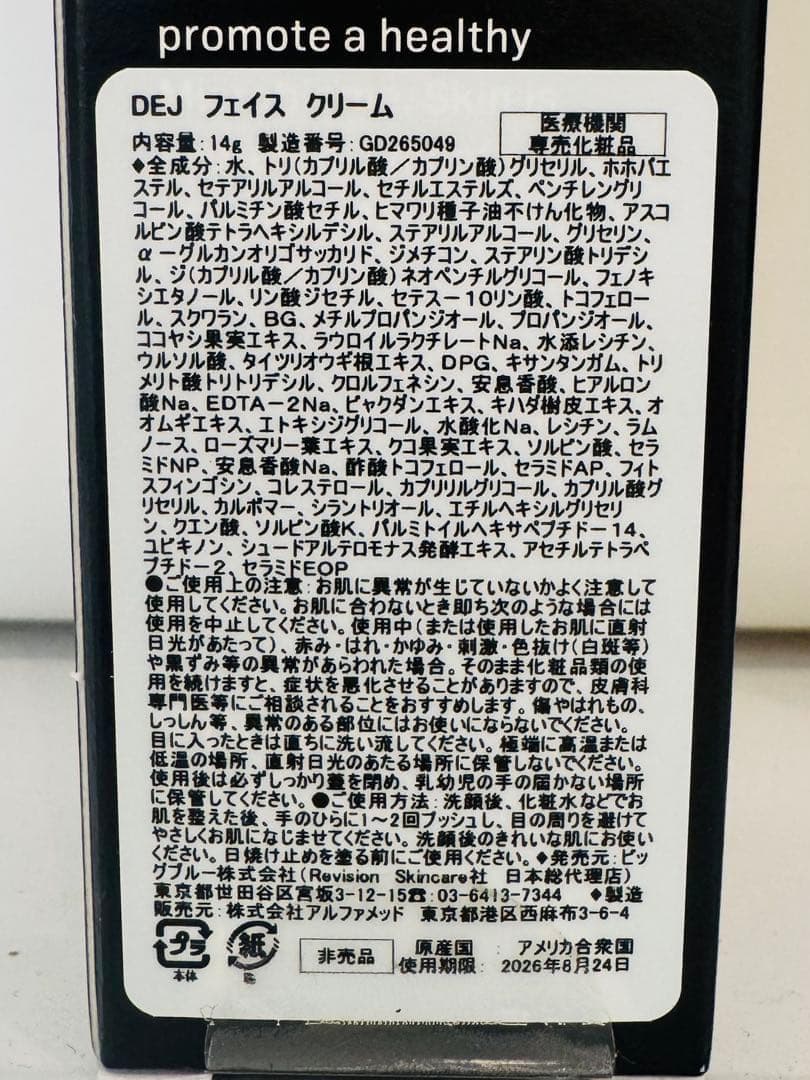 promote a healthy
DEJ フェイス クリーム
医療機関
専売化粧品
内容量:14g 製造番号:GD265049
◆全成分:水、トリ(カプリル酸/カプリン酸)グリセリル、ホホバエ
ステル、セテアリルアルコール、セチルエステルズ、ペンチレングリ
コール、パルミチン酸セチル、ヒマワリ種子油不けん化物、アスコ
ルビン酸テトラヘキシルデシル、ステアリルアルコール、グリセリン、
α-グルカンオリゴサッカリド、ジメチコン、ステアリン酸トリデシ
ル、ジ(カプリル酸/カプリン酸)ネオペンチルグリコール、フェノキ
シエタノール、リン酸ジセチル、セテス-10リン酸、トコフェロー
ル、スクワラン、BG、メチルプロパンジオール、プロパンジオール、
ココヤシ果実エキス、ラウロイルラクチレートNa、水添レシチン、
ウルソル酸、タイツリオウギ根エキス、DPG、キサンタンガム、トリ
メリト酸トリトリデシル、クロルフェネシン、安息香酸、ヒアルロン
酸Na、EDTA-2Na、ビャクダンエキス、キハダ樹皮エキス、オ
オムギエキス、エトキシジグリコール、水酸化Na、レシチン、ラム
ノース、ローズマリー葉エキス、クコ果実エキス、ソルビン酸、セラ
ミドNP、安息香酸Na、酢酸トコフェロール、セラミドAP、フィト
スフィンゴシン、コレステロール、カプリリルグリコール、カプリル酸グ
リセリル、カルボマー、シラントリオール、エチルヘキシルグリセリ
ン、クエン酸、ソルビン酸K、パルミトイルヘキサペプチド-14、
ユビキノン、シュードアルテロモナス発酵エキス、アセチルテトラペ
プチド-2、セラミドEOP
●ご使用上の注意:お肌に異常が生じていないかよく注意して
使用してください。お肌に合わないとき即ち次のような場合には
使用を中止してください。使用中(または使用したお肌に直射
日光があたって)、赤み・はれ・かゆみ・刺激・色抜け(白斑等)
や黒ずみ等の異常があらわれた場合。そのまま化粧品類の使
用を続けますと、症状を悪化させることがありますので、皮膚科
専門医等にご相談されることをおすすめします。傷やはれもの、
しっしん等、異常のある部位にはお使いにならないでください。
目に入ったときは直ちに洗い流してください。極端に高温または
低温の場所、直射日光のあたる場所に保管しないでください。
使用後は必ずしっかり蓋を閉め、乳幼児の手の届かない場所
に保管してください。●ご使用方法:洗顔後、化粧水などでお
肌を整えた後、手のひらに1~2回プッシュし、目の周りを避けて
やさしくお肌になじませてください。洗顔後のきれいな肌にお使い
ください。日焼け止めを塗る前にご使用ください。◆発売元:ビッ
グブルー株式会社(Revision Skincare社 日本総代理店)
東京都世田谷区宮坂3-12-15☎:03-6413-7344 ◆製造
販売元:株式会社アルファメッド 東京都港区西麻布3-6-4
プラ
本体
紙
非売品
原産国 : アメリカ合衆国
使用期限: 2026年8月24日